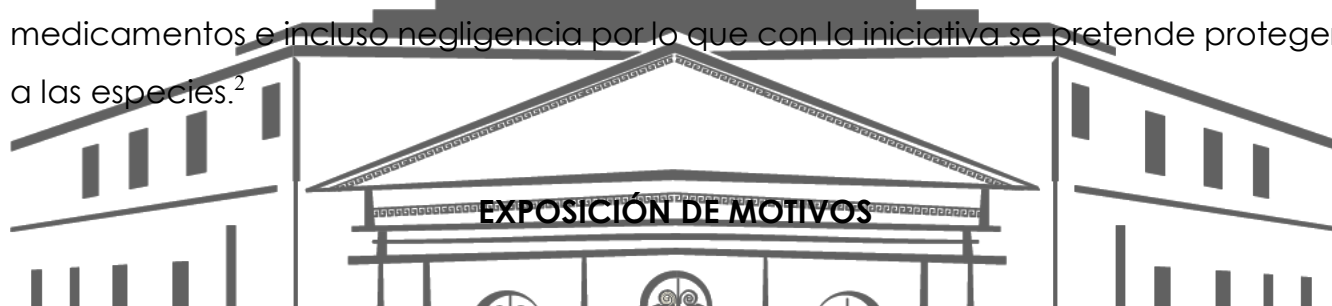 medicamentos e incluso negligencia por lo que con la iniciativa se pretende proteger
a las especies.²
EXPOSICIÓN DE MOTIVOS